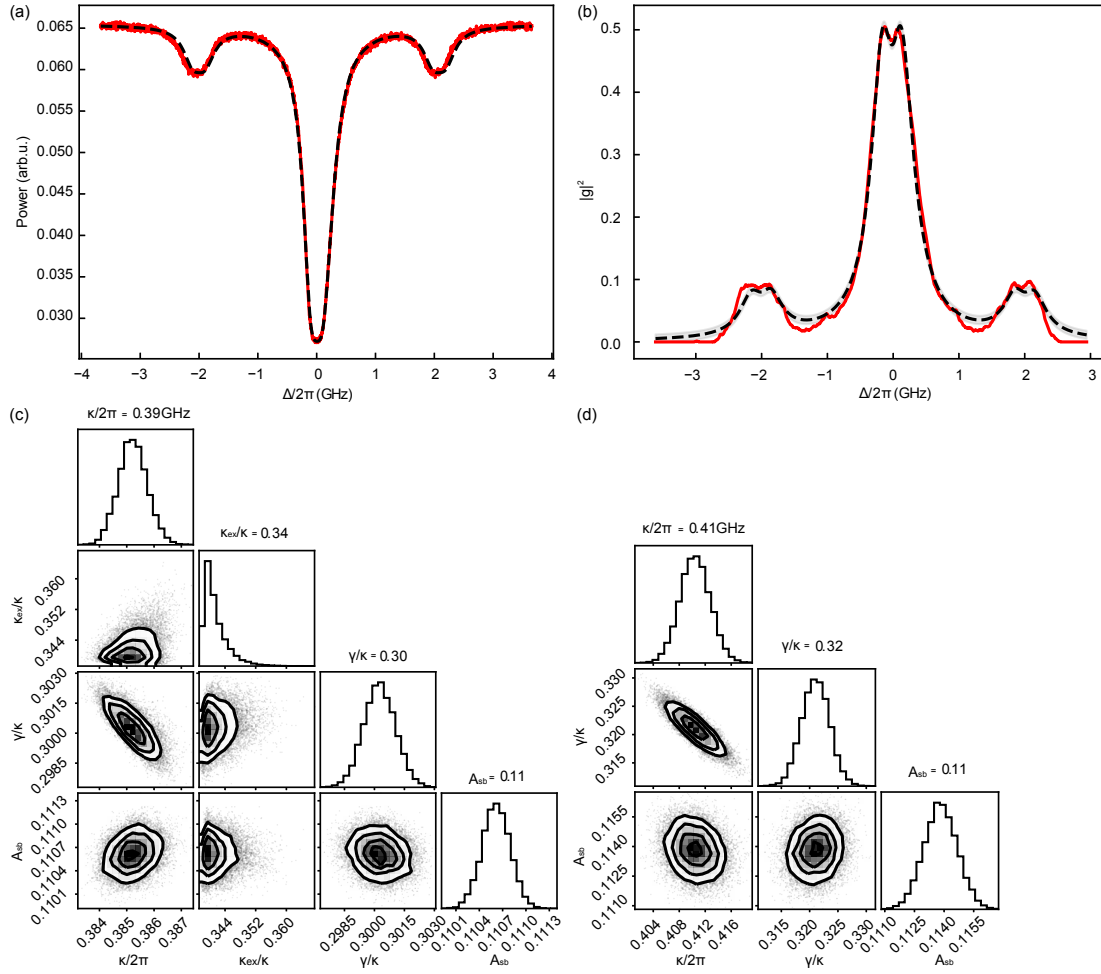 (a)
0.065
0.060
0.055
0.050
0.045
0.040
0.035
0.030
Power (arb.u.)
−4 −3 −2 −1 0 1 2 3 4
Δ/2π (GHz)
(b)
0.5
0.4
0.3
0.2
0.1
0.0
|g|²
−3 −2 −1 0 1 2 3
Δ/2π (GHz)
(c)
κ/2π = 0.39GHz
κex/κ = 0.34
0.360
0.352
0.344
κex/κ
γ/κ = 0.30
0.3030
0.3015
0.3000
0.2985
γ/κ
Asb = 0.11
0.1113
0.1110
0.1107
0.1104
0.1101
Asb
0.384 0.385 0.386 0.387
κ/2π
0.344 0.352 0.360
κex/κ
0.2985 0.3000 0.3015 0.3030
γ/κ
0.1101 0.1104 0.1107 0.1110 0.1113
Asb
(d)
κ/2π = 0.41GHz
γ/κ = 0.32
0.330
0.325
0.320
0.315
γ/κ
Asb = 0.11
0.1155
0.1140
0.1125
0.1110
Asb
0.404 0.408 0.412 0.416
κ/2π
0.315 0.320 0.325 0.330
γ/κ
0.1110 0.1125 0.1140 0.1155
Asb